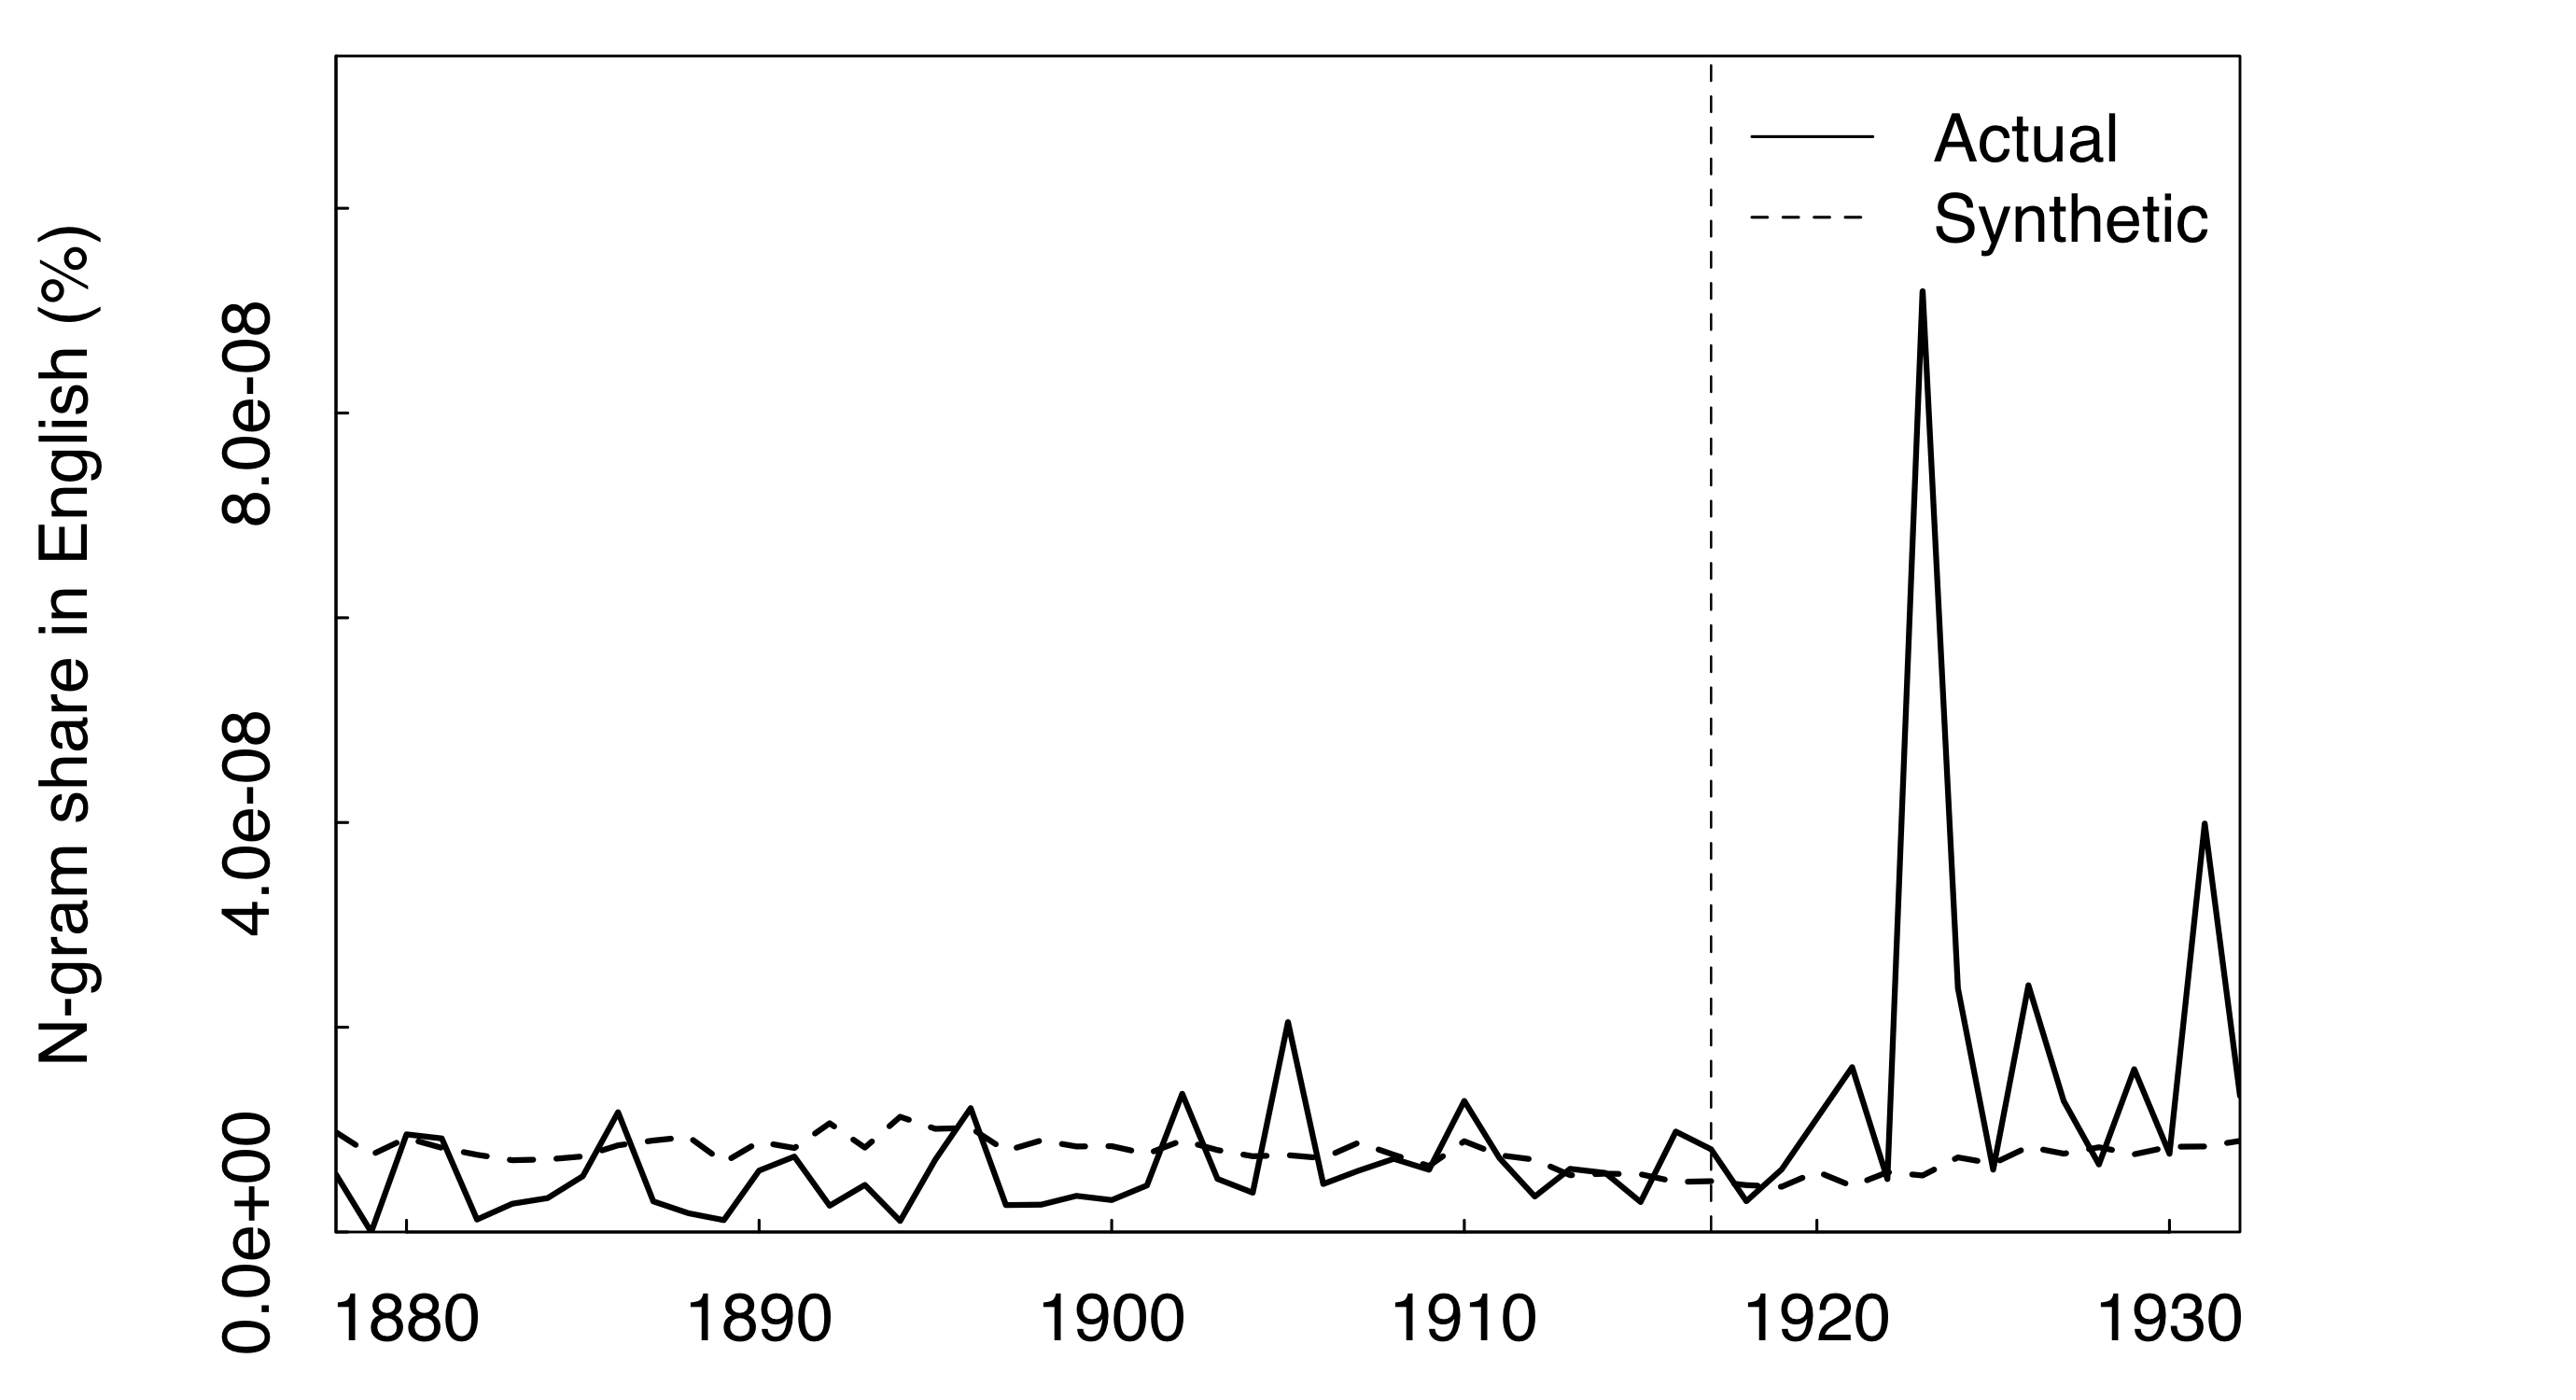 Actual
Synthetic
N-gram share in English (%)
8.0e-08
4.0e-08
0.0e+00
1880 1890 1900 1910 1920 1930